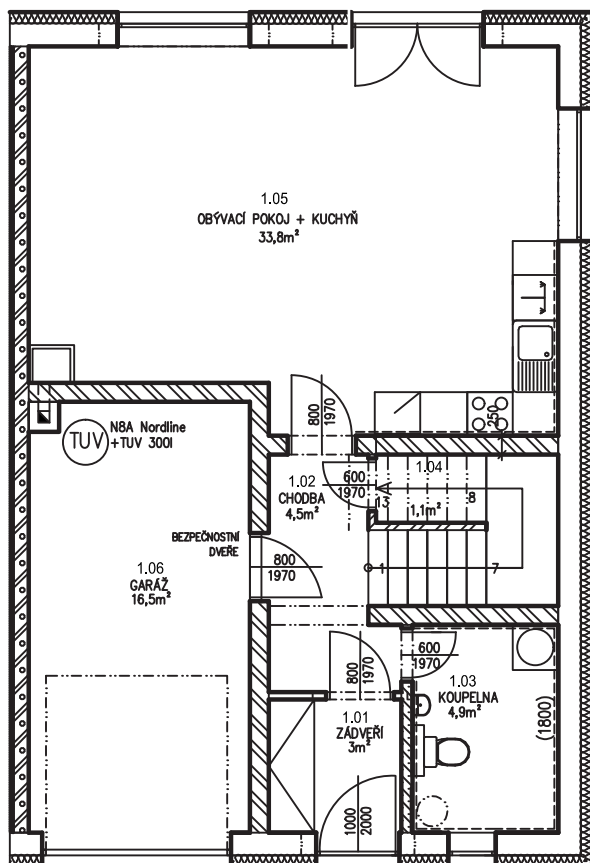 1.05
OBÝVACÍ POKOJ + KUCHYŇ
33,8m²
250
TUV
N8A Nordline
+TUV 300l
800
1970
1.02
CHODBA
4,5m²
600
1970
1.04
1,1m²
13
8
BEZPEČNOSTNÍ
DVEŘE
800
1970
1
7
1.06
GARÁŽ
16,5m²
800
1970
600
1970
1.03
KOUPELNA
4,9m²
(1800)
1.01
ZÁDVEŘÍ
3m²
1000
2000